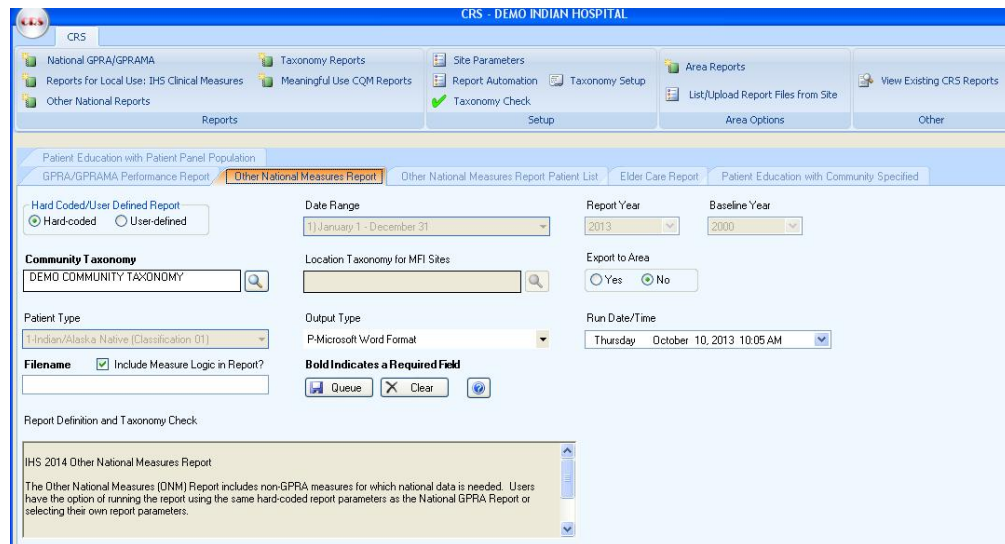 CRS - DEMO INDIAN HOSPITAL
CRS
CRS
National GPRA/GPRAMA
Reports for Local Use: IHS Clinical Measures
Other National Reports
Taxonomy Reports
Meaningful Use CQM Reports
Reports
Site Parameters
Report Automation
Taxonomy Setup
Taxonomy Check
Setup
Area Reports
List/Upload Report Files from Site
Area Options
View Existing CRS Reports
Other
Patient Education with Patient Panel Population
GPRA/GPRAMA Performance Report
Other National Measures Report
Other National Measures Report Patient List
Elder Care Report
Patient Education with Community Specified
Hard Coded/User Defined Report
Hard-coded
User-defined
Date Range
1) January 1 - December 31
Report Year
2013
Baseline Year
2000
Community Taxonomy
DEMO COMMUNITY TAXONOMY
Location Taxonomy for MFI Sites
Export to Area
Yes
No
Patient Type
1-Indian/Alaska Native (Classification 01)
Output Type
P-Microsoft Word Format
Run Date/Time
Thursday October 10, 2013 10:05 AM
Filename
Include Measure Logic in Report?
Bold Indicates a Required Field
Queue
Clear
Report Definition and Taxonomy Check
IHS 2014 Other National Measures Report
The Other National Measures (ONM) Report includes non-GPRA measures for which national data is needed. Users
have the option of running the report using the same hard-coded report parameters as the National GPRA Report or
selecting their own report parameters.